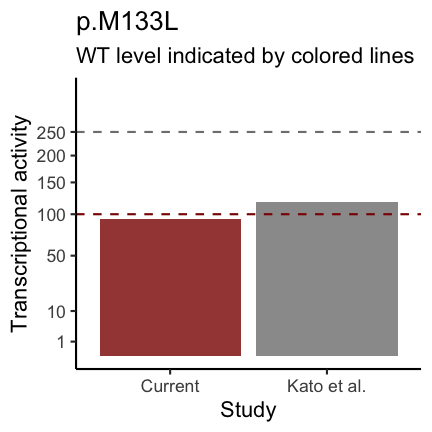 p.M133L
WT level indicated by colored lines
Transcriptional activity
250
200
150
100
50
10
1
Current
Kato et al.
Study